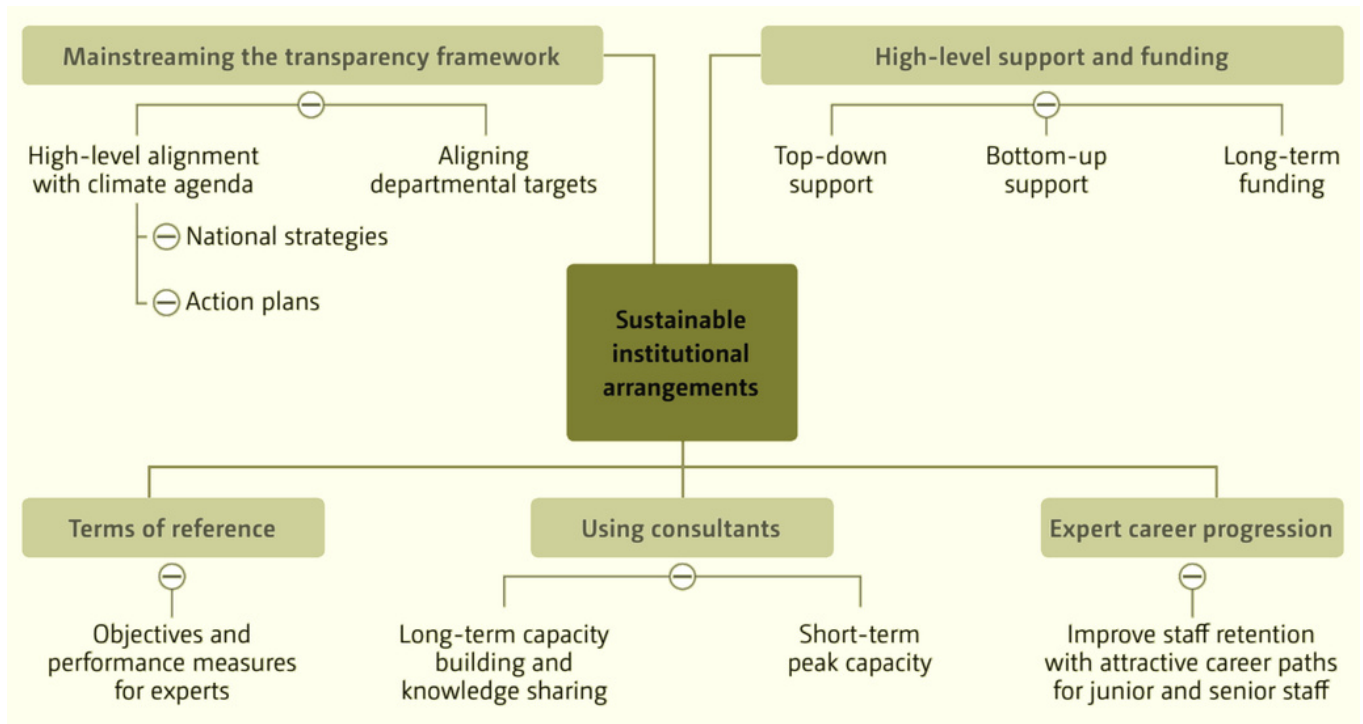 Mainstreaming the transparency framework
High-level support and funding
High-level alignment
with climate agenda
Aligning
departmental targets
Top-down
support
Bottom-up
support
Long-term
funding
National strategies
Action plans
Sustainable
institutional
arrangements
Terms of reference
Using consultants
Expert career progression
Objectives and
performance measures
for experts
Long-term capacity
building and
knowledge sharing
Short-term
peak capacity
Improve staff retention
with attractive career paths
for junior and senior staff